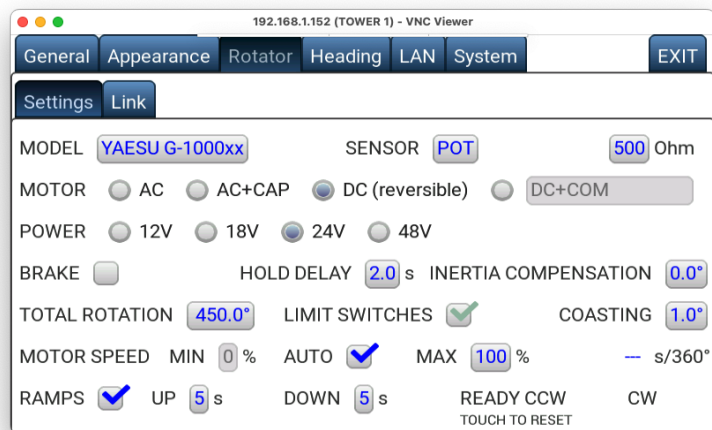 192.168.1.152 (TOWER 1) - VNC Viewer
General Appearance Rotator Heading LAN System EXIT
Settings Link
MODEL YAESU G-1000xx SENSOR POT 500 Ohm
MOTOR AC AC+CAP DC (reversible) DC+COM
POWER 12V 18V 24V 48V
BRAKE HOLD DELAY 2.0 s INERTIA COMPENSATION 0.0°
TOTAL ROTATION 450.0° LIMIT SWITCHES COASTING 1.0°
MOTOR SPEED MIN 0 % AUTO MAX 100 % --- s/360°
RAMPS UP 5 s DOWN 5 s READY CCW CW
TOUCH TO RESET